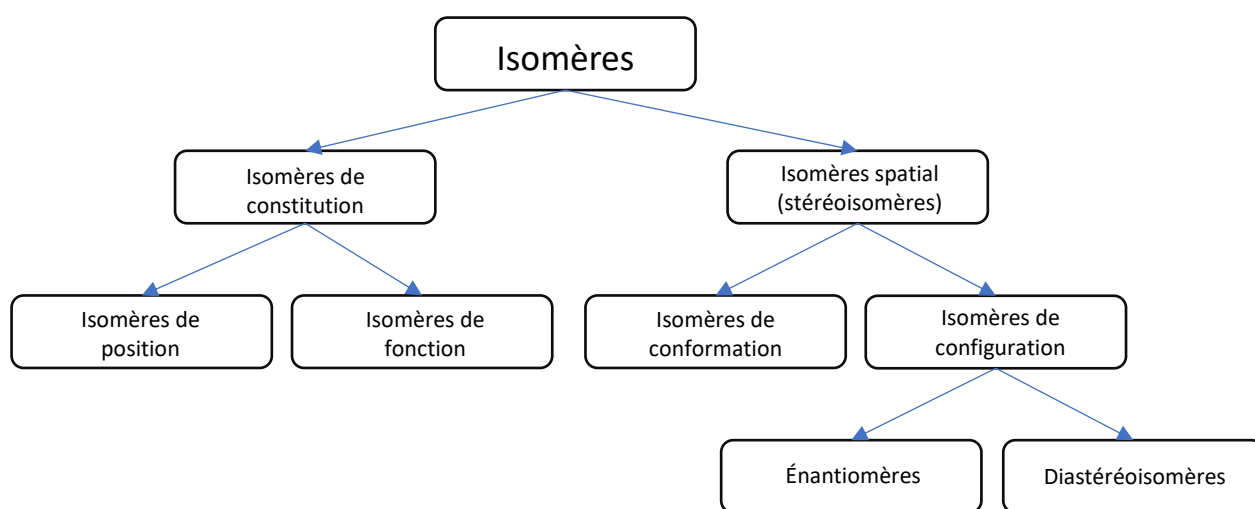 Isomères
Isomères de
constitution
Isomères spatial
(stéréoisomères)
Isomères de
position
Isomères de
fonction
Isomères de
conformation
Isomères de
configuration
Énantiomères
Diastéréoisomères